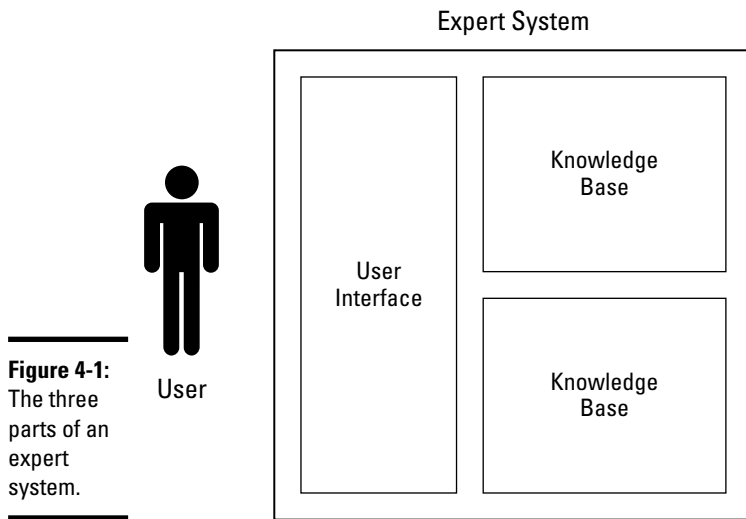 Expert System
User
Interface
Knowledge
Base
Knowledge
Base
User
Figure 4-1:
The three
parts of an
expert
system.